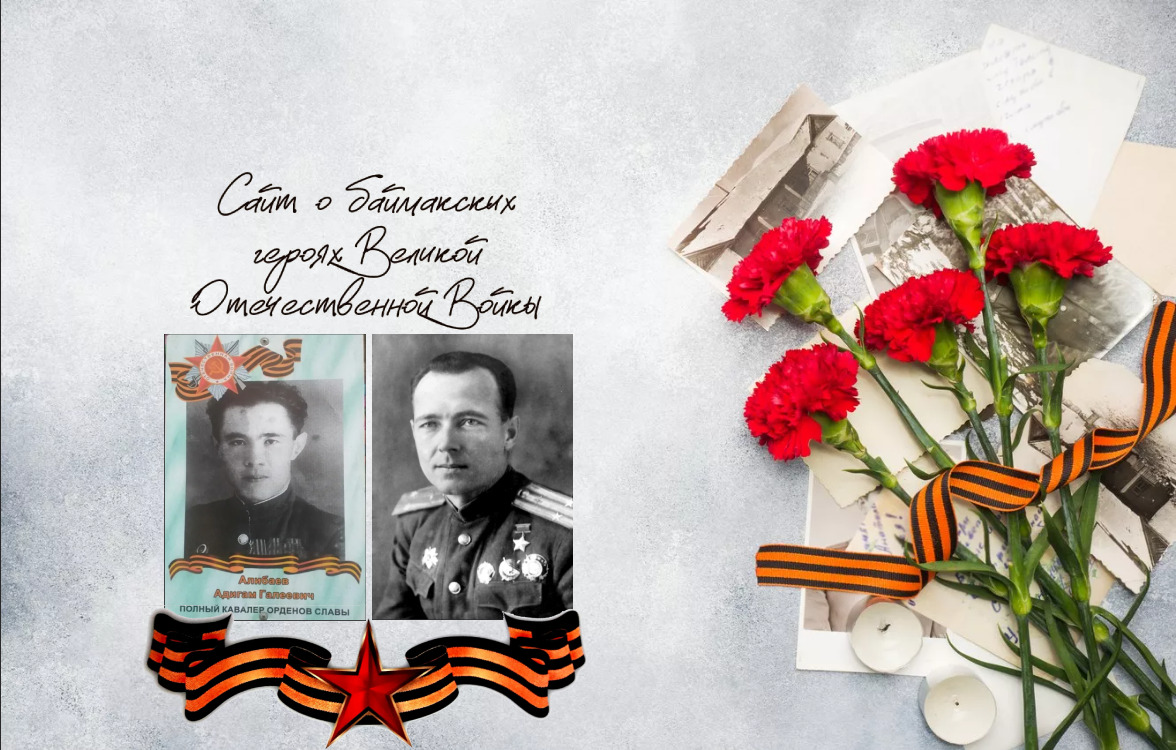 Сайт о баймакских
героях Великой
Отечественной Войны
Алибаев
Адигам Галеевич
ПОЛНЫЙ КАВАЛЕР ОРДЕНОВ СЛАВЫ